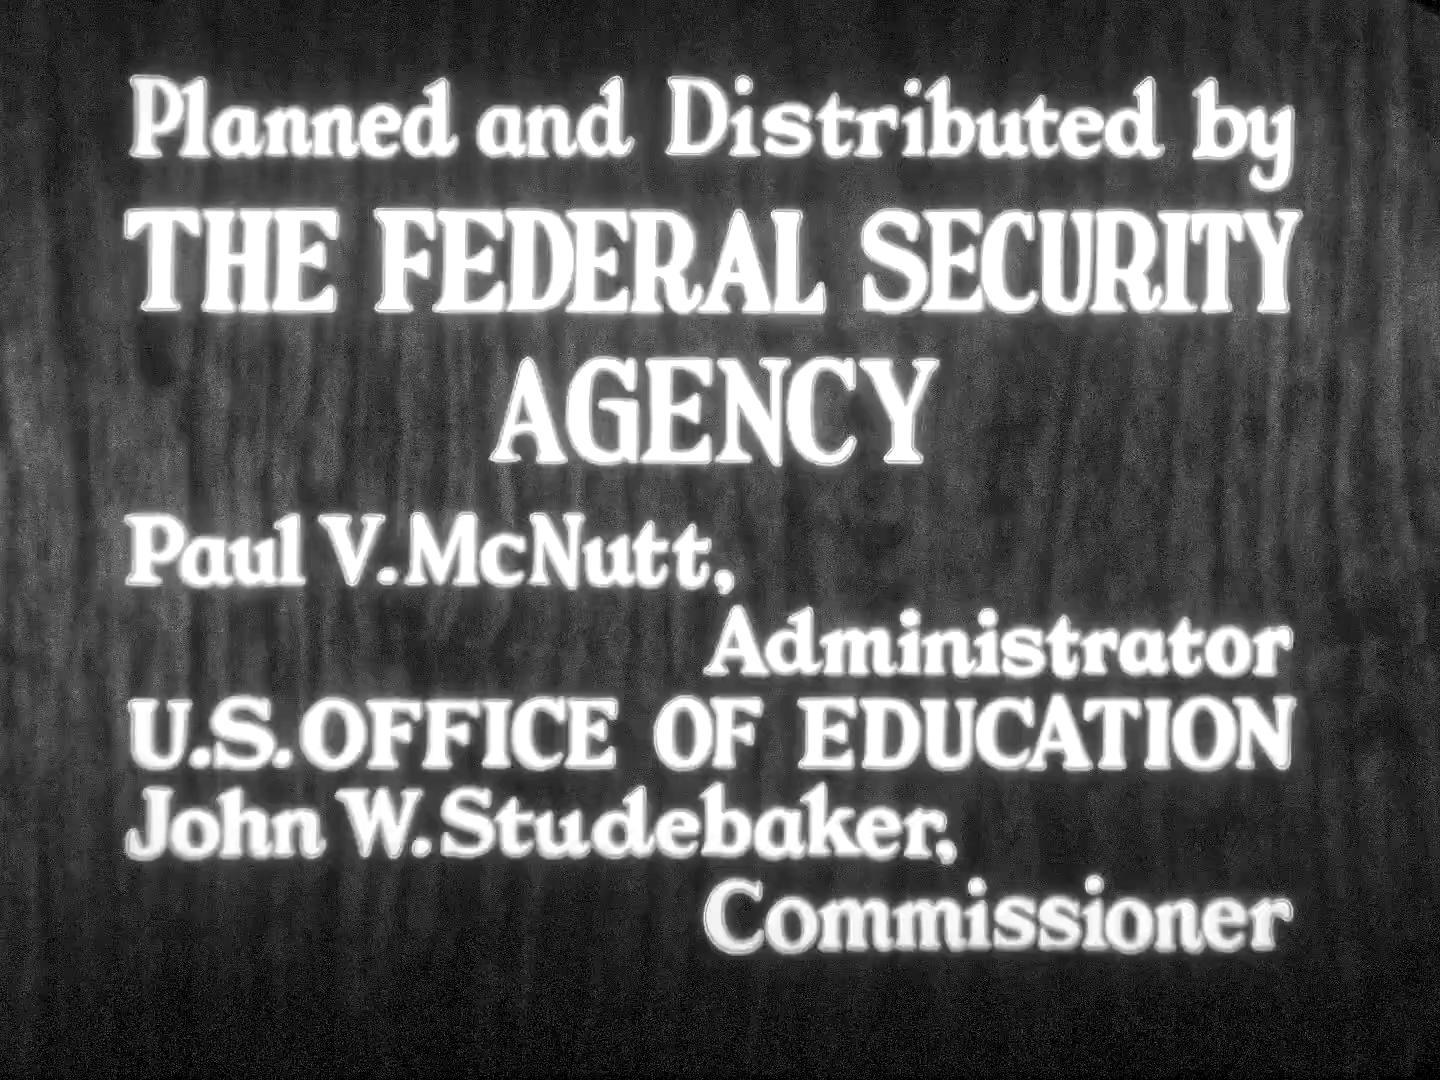 Planned and Distributed by
THE FEDERAL SECURITY
AGENCY
Paul V. McNutt,
Administrator
U.S. OFFICE OF EDUCATION
John W. Studebaker,
Commissioner